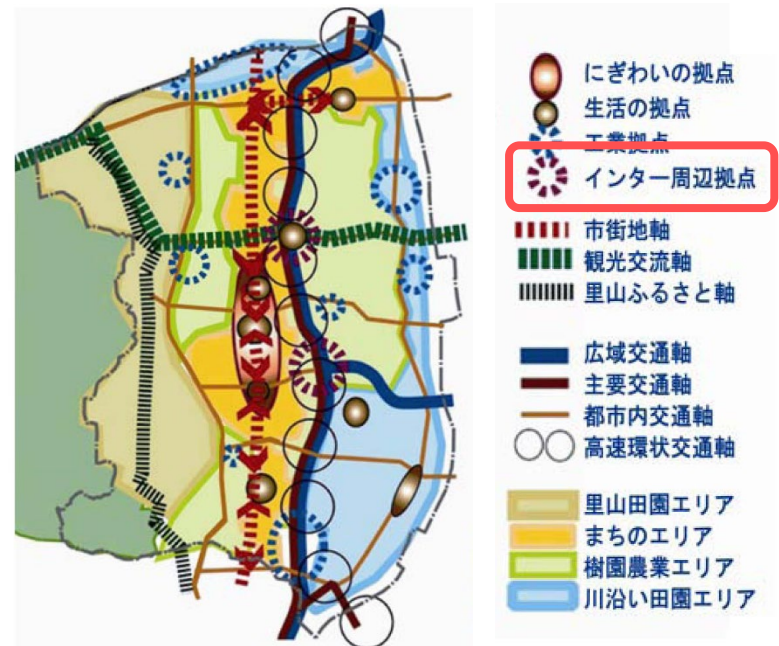 にぎわいの拠点
生活の拠点
工業拠点
インター周辺拠点
市街地軸
観光交流軸
里山ふるさと軸
広域交通軸
主要交通軸
都市内交通軸
高速環状交通軸
里山田園エリア
まちのエリア
樹園農業エリア
川沿い田園エリア